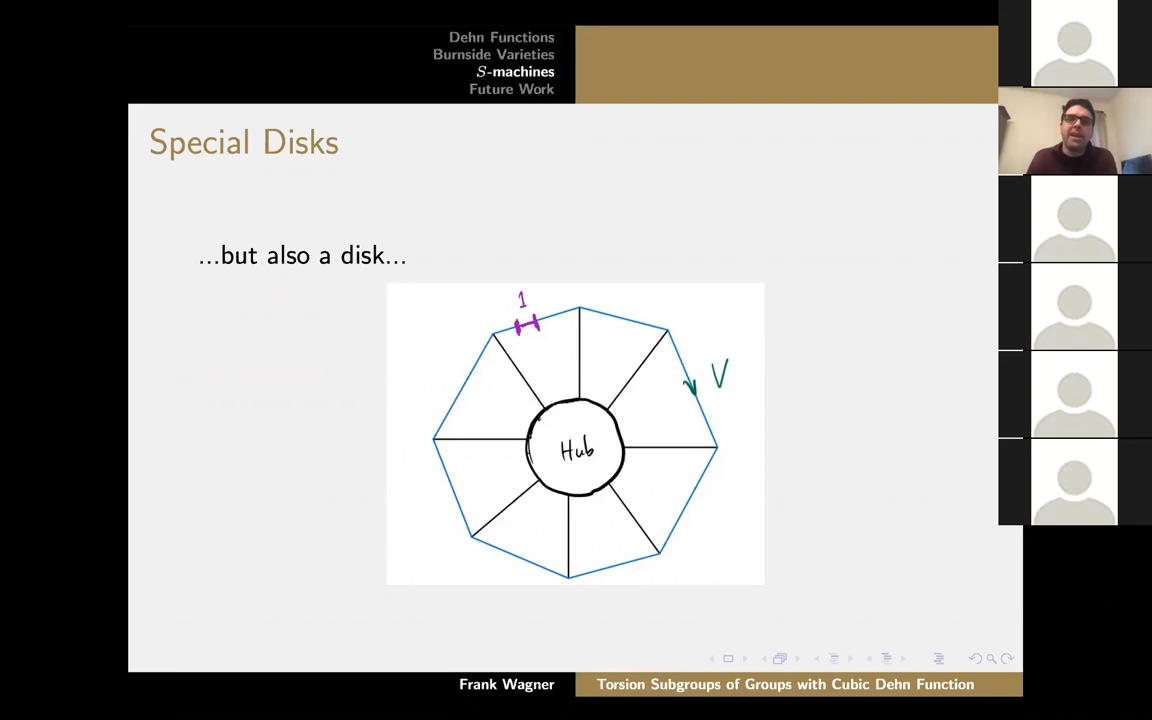 Dehn Functions
Burnside Varieties
S-machines
Future Work
Special Disks
...but also a disk...
1
V
Hub
Frank Wagner
Torsion Subgroups of Groups with Cubic Dehn Function